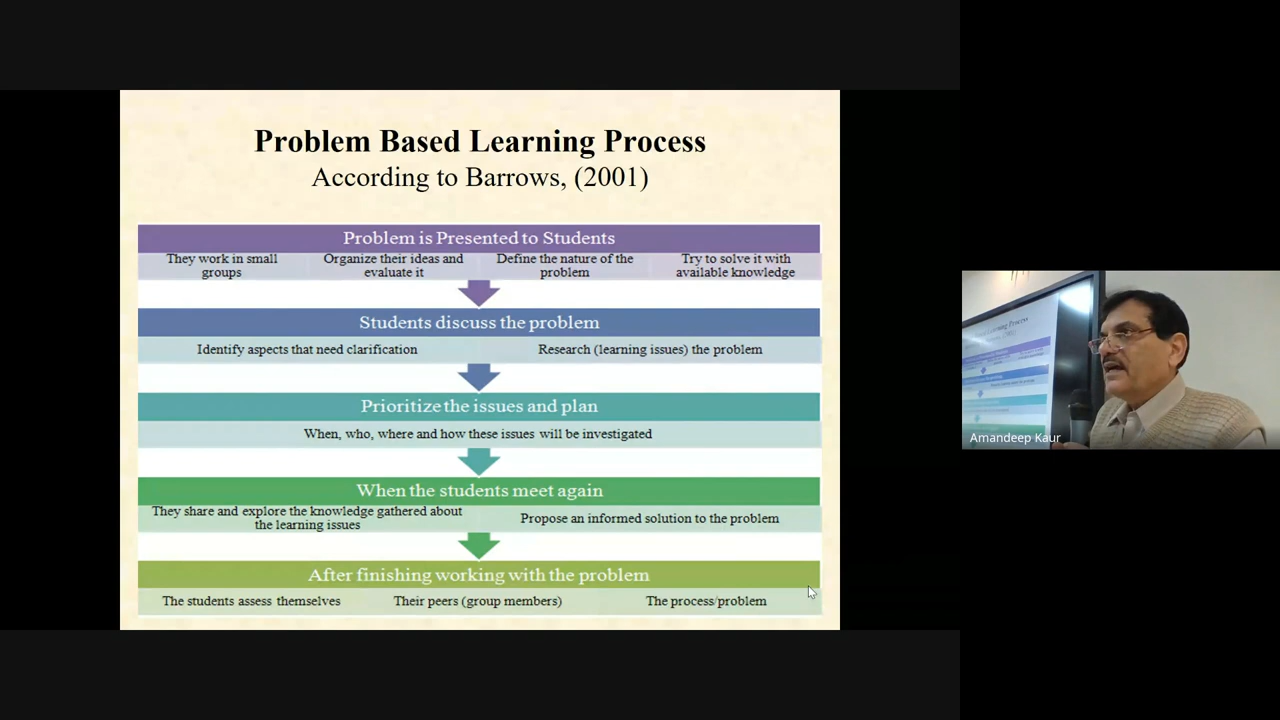 Problem Based Learning Process
According to Barrows, (2001)
Problem is Presented to Students
They work in small
groups
Organize their ideas and
evaluate it
Define the nature of the
problem
Try to solve it with
available knowledge
Students discuss the problem
Identify aspects that need clarification
Research (learning issues) the problem
Prioritize the issues and plan
When, who, where and how these issues will be investigated
When the students meet again
They share and explore the knowledge gathered about
the learning issues
Propose an informed solution to the problem
After finishing working with the problem
The students assess themselves
Their peers (group members)
The process/problem
Amandeep Kaur